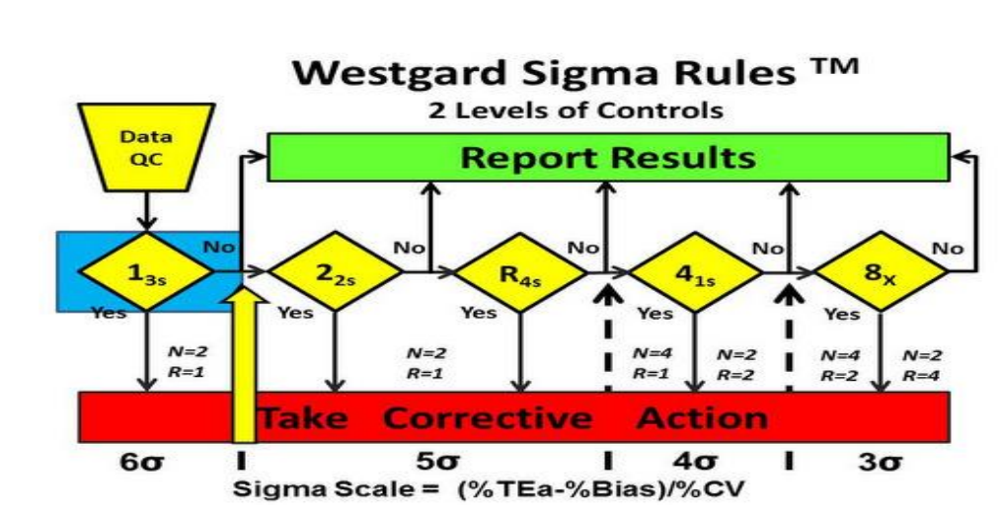 Westgard Sigma Rules TM
2 Levels of Controls
Data
QC
Report Results
No
No
No
No
No
13s
22s
R4s
41s
8X
Yes
Yes
Yes
Yes
Yes
N=2
R=1
N=2
R=1
N=4
R=1
N=2
R=2
N=4
R=2
N=2
R=4
Take Corrective Action
6σ
5σ
4σ
3σ
Sigma Scale = (%TEa-%Bias)/%CV